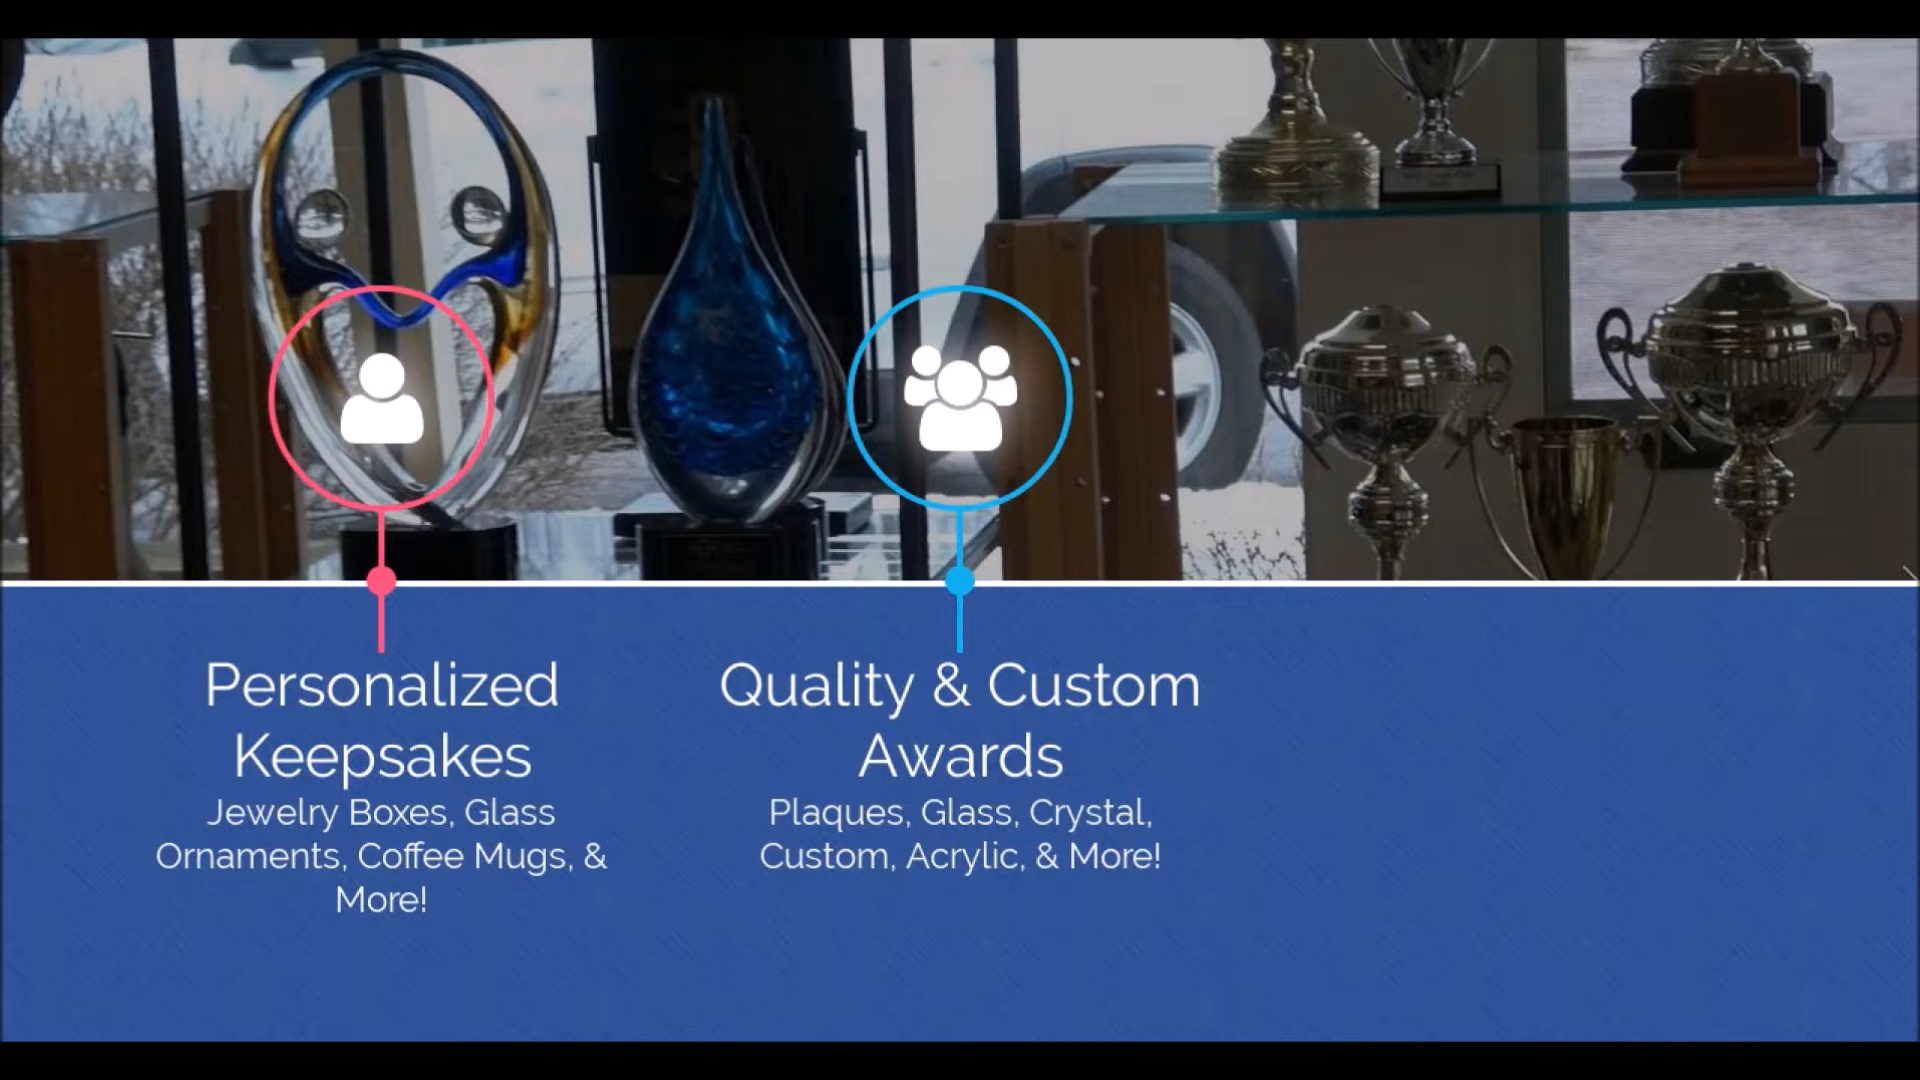 Personalized
Keepsakes
Jewelry Boxes, Glass
Ornaments, Coffee Mugs, &
More!
Quality & Custom
Awards
Plaques, Glass, Crystal,
Custom, Acrylic, & More!